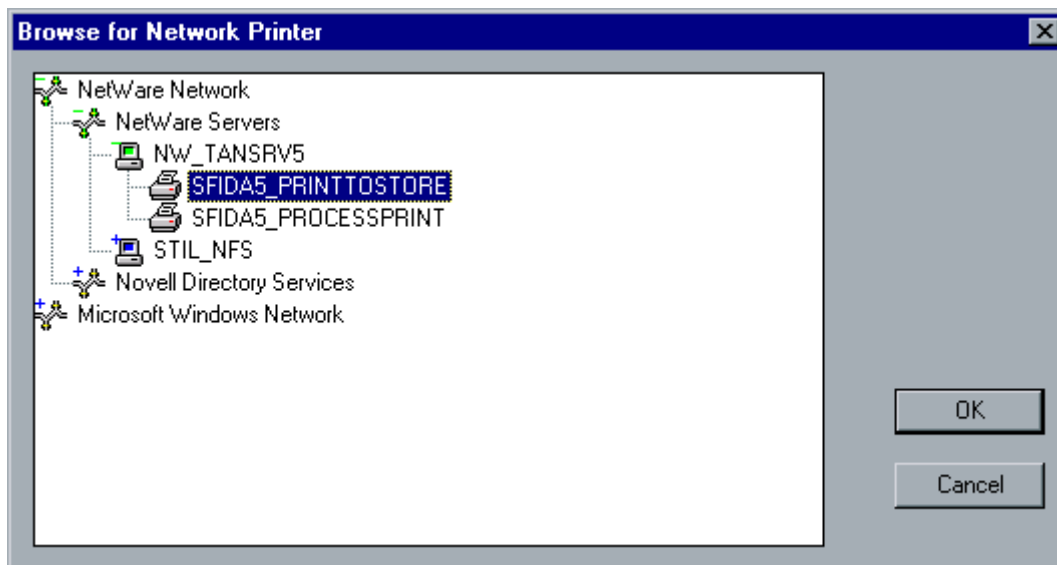 Browse for Network Printer
NetWare Network
NetWare Servers
NW_TANSRV5
SFIDA5_PRINTTOSTORE
SFIDA5_PROCESSPRINT
STIL_NFS
Novell Directory Services
Microsoft Windows Network
OK
Cancel